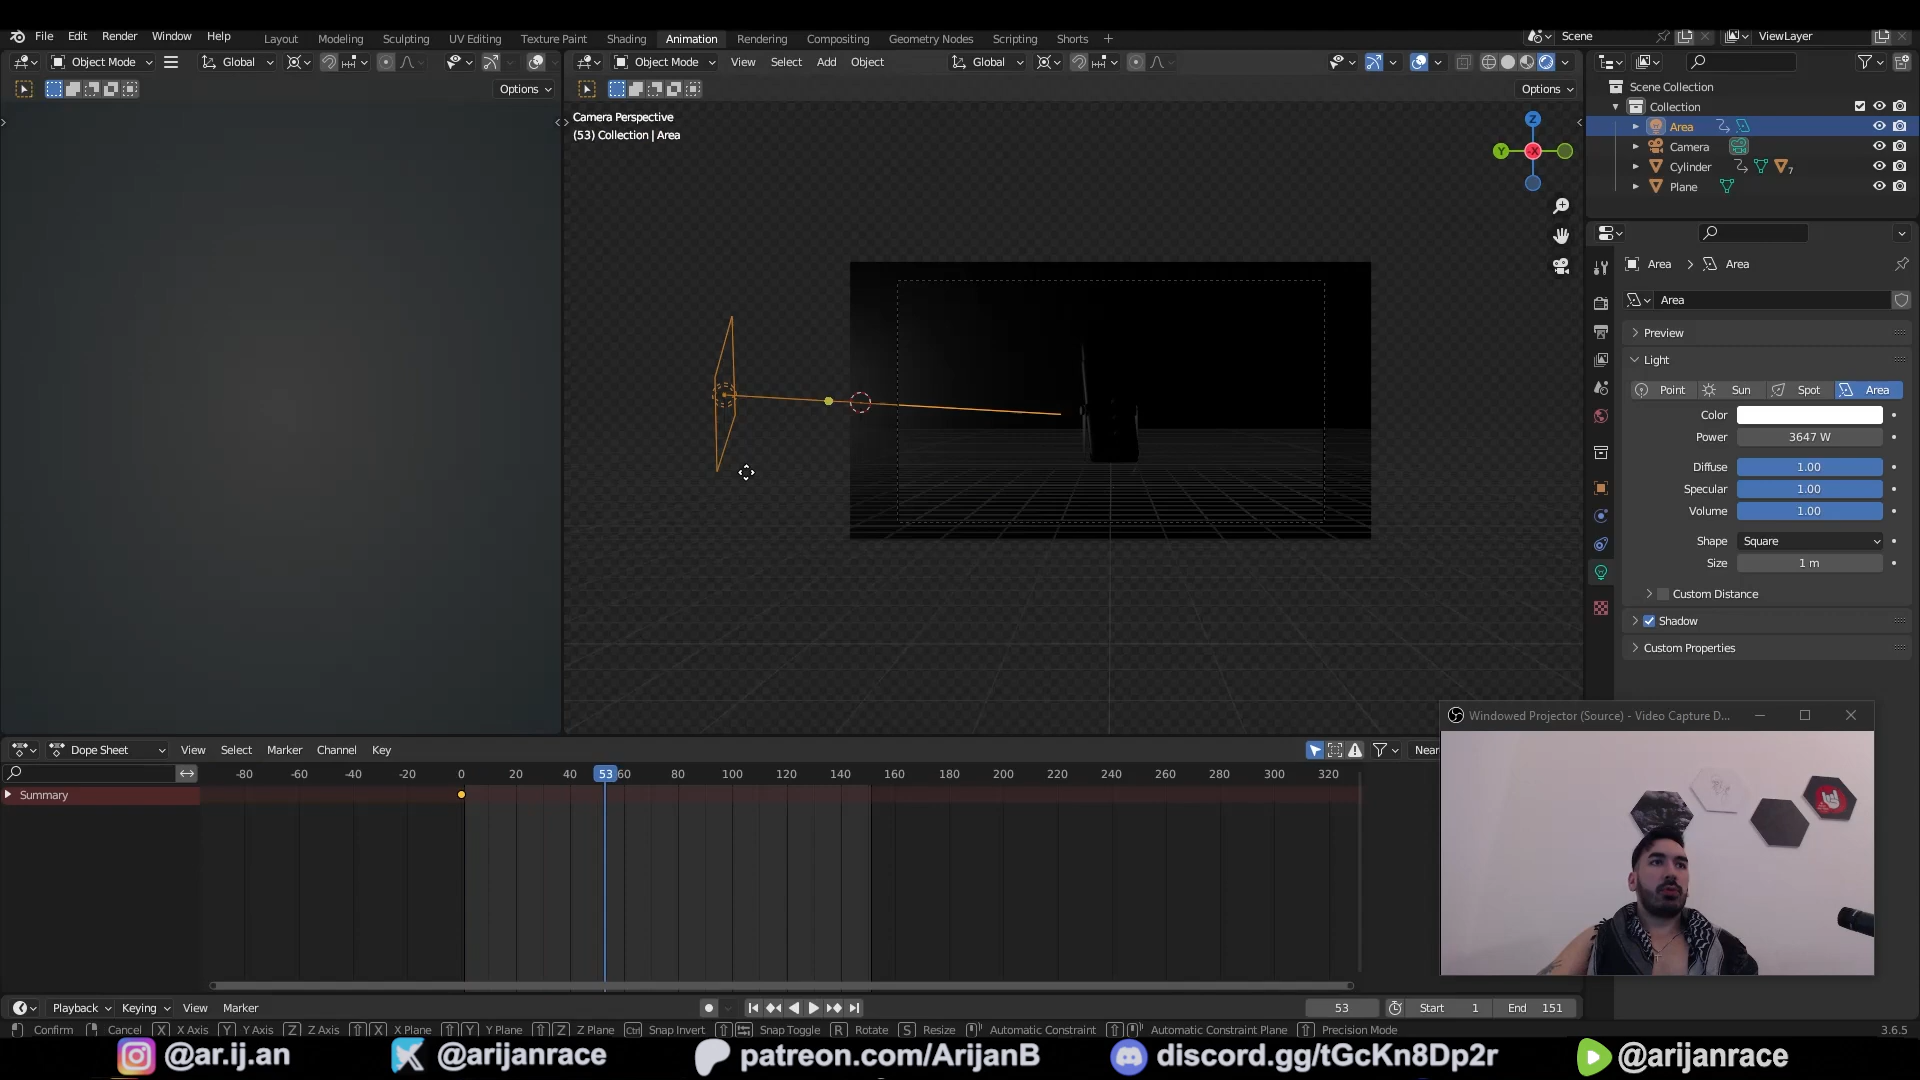 File Edit Render Window Help
Layout Modeling Sculpting UV Editing Texture Paint Shading Animation Rendering Compositing Geometry Nodes Scripting Shorts +
Scene
ViewLayer
Object Mode
Global
Object Mode View Select Add Object
Global
Options
Options
Camera Perspective
(53) Collection | Area
Z
Y
-X
Scene Collection
Collection
Area
Camera
Cylinder
7
Plane
Area > Area
Area
Preview
Light
Point Sun Spot Area
Color
Power 3647 W
Diffuse 1.00
Specular 1.00
Volume 1.00
Shape Square
Size 1 m
Custom Distance
Shadow
Custom Properties
Windowed Projector (Source) - Video Capture D...
Dope Sheet View Select Marker Channel Key
Near
-80 -60 -40 -20 0 20 40 53 60 80 100 120 140 160 180 200 220 240 260 280 300 320
Summary
Playback Keying View Marker
53 Start 1 End 151
Confirm Cancel X X Axis Y Y Axis Z Z Axis X X Plane Y Y Plane Z Z Plane Ctrl Snap Invert Snap Toggle R Rotate S Resize Automatic Constraint Automatic Constraint Plane Precision Mode
3.6.5
@ar.ij.an @arijanrace patreon.com/ArijanB discord.gg/tGcKn8Dp2r @arijanrace